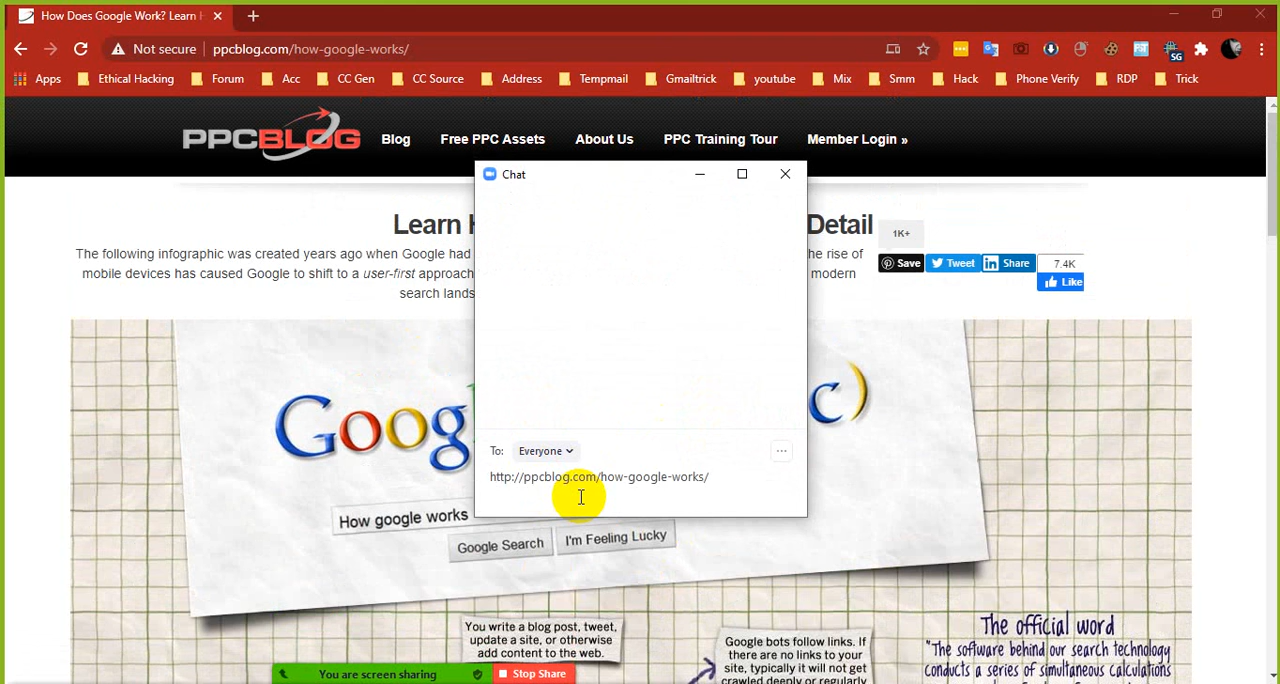 How Does Google Work? Learn H
Not secure ppcblog.com/how-google-works/
SG
Apps Ethical Hacking Forum Acc CC Gen CC Source Address Tempmail Gmailtrick youtube Mix Smm Hack Phone Verify RDP Trick
PPCBLOG Blog Free PPC Assets About Us PPC Training Tour Member Login »
Chat
Learn Detail
1K+
The following infographic was created years ago when Google had he rise of
Save Tweet Share 7.4K
mobile devices has caused Google to shift to a user-first approach modern
Like
search lands
Goog c)
To: Everyone ...
http://ppcblog.com/how-google-works/
How google works
Google Search I'm Feeling Lucky
You write a blog post, tweet,
update a site, or otherwise
add content to the web.
Google bots follow links. If
there are no links to your
site, typically it will not get
crawled deeply or regularly
The official word
"The software behind our search technology
conducts a series of simultaneous calculations
You are screen sharing Stop Share